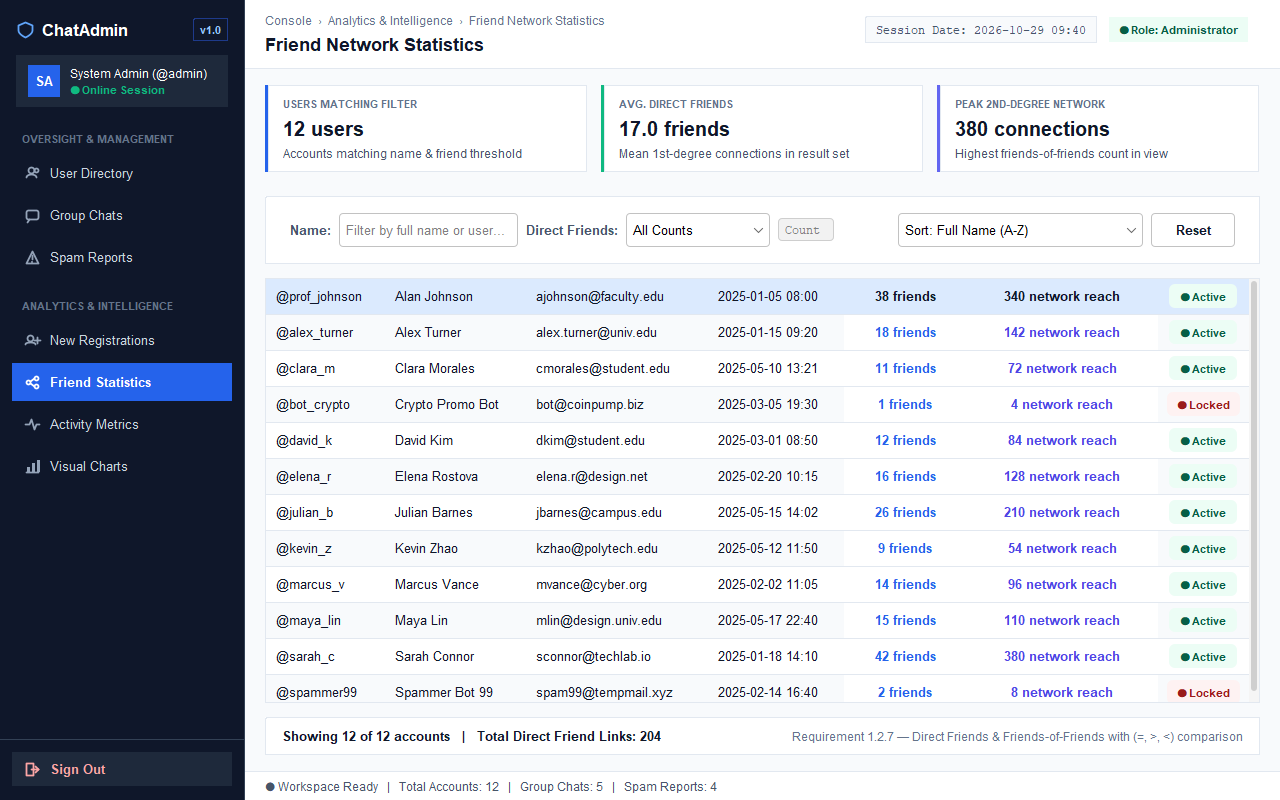 ChatAdmin
v1.0
SA
System Admin (@admin)
Online Session
OVERSIGHT & MANAGEMENT
User Directory
Group Chats
Spam Reports
ANALYTICS & INTELLIGENCE
New Registrations
Friend Statistics
Activity Metrics
Visual Charts
Sign Out
Console › Analytics & Intelligence › Friend Network Statistics
Friend Network Statistics
Session Date: 2026-10-29 09:40
Role: Administrator
USERS MATCHING FILTER
12 users
Accounts matching name & friend threshold
AVG. DIRECT FRIENDS
17.0 friends
Mean 1st-degree connections in result set
PEAK 2ND-DEGREE NETWORK
380 connections
Highest friends-of-friends count in view
Name: Filter by full name or user... Direct Friends: All Counts Count Sort: Full Name (A-Z) Reset
@prof_johnson Alan Johnson ajohnson@faculty.edu 2025-01-05 08:00 38 friends 340 network reach Active
@alex_turner Alex Turner alex.turner@univ.edu 2025-01-15 09:20 18 friends 142 network reach Active
@clara_m Clara Morales cmorales@student.edu 2025-05-10 13:21 11 friends 72 network reach Active
@bot_crypto Crypto Promo Bot bot@coinpump.biz 2025-03-05 19:30 1 friends 4 network reach Locked
@david_k David Kim dkim@student.edu 2025-03-01 08:50 12 friends 84 network reach Active
@elena_r Elena Rostova elena.r@design.net 2025-02-20 10:15 16 friends 128 network reach Active
@julian_b Julian Barnes jbarnes@campus.edu 2025-05-15 14:02 26 friends 210 network reach Active
@kevin_z Kevin Zhao kzhao@polytech.edu 2025-05-12 11:50 9 friends 54 network reach Active
@marcus_v Marcus Vance mvance@cyber.org 2025-02-02 11:05 14 friends 96 network reach Active
@maya_lin Maya Lin mlin@design.univ.edu 2025-05-17 22:40 15 friends 110 network reach Active
@sarah_c Sarah Connor sconnor@techlab.io 2025-01-18 14:10 42 friends 380 network reach Active
@spammer99 Spammer Bot 99 spam99@tempmail.xyz 2025-02-14 16:40 2 friends 8 network reach Locked
Showing 12 of 12 accounts | Total Direct Friend Links: 204
Requirement 1.2.7 — Direct Friends & Friends-of-Friends with (=, >, <) comparison
Workspace Ready | Total Accounts: 12 | Group Chats: 5 | Spam Reports: 4